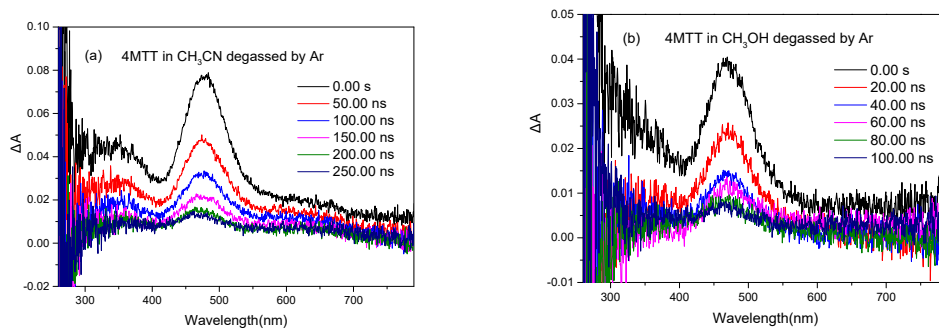 (a) 4MTT in CH₃CN degassed by Ar
0.00 s
50.00 ns
100.00 ns
150.00 ns
200.00 ns
250.00 ns
ΔA
0.10
0.08
0.06
0.04
0.02
0.00
-0.02
300 400 500 600 700
Wavelength(nm)
(b) 4MTT in CH₃OH degassed by Ar
0.00 s
20.00 ns
40.00 ns
60.00 ns
80.00 ns
100.00 ns
ΔA
0.05
0.04
0.03
0.02
0.01
0.00
-0.01
300 400 500 600 700
Wavelength(nm)